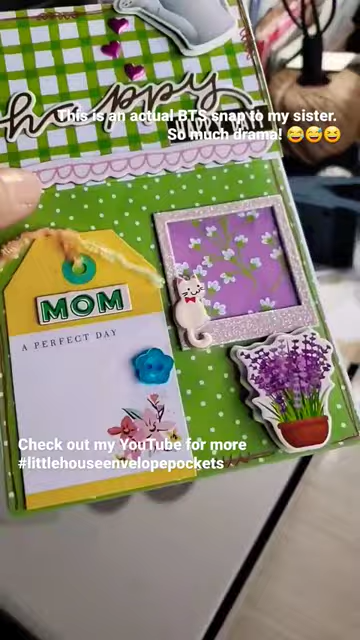 happy
This is an actual BTS snap to my sister.
So much drama! 😄😅😆
MOM
A PERFECT DAY
Check out my YouTube for more
#littlehouseenvelopepockets